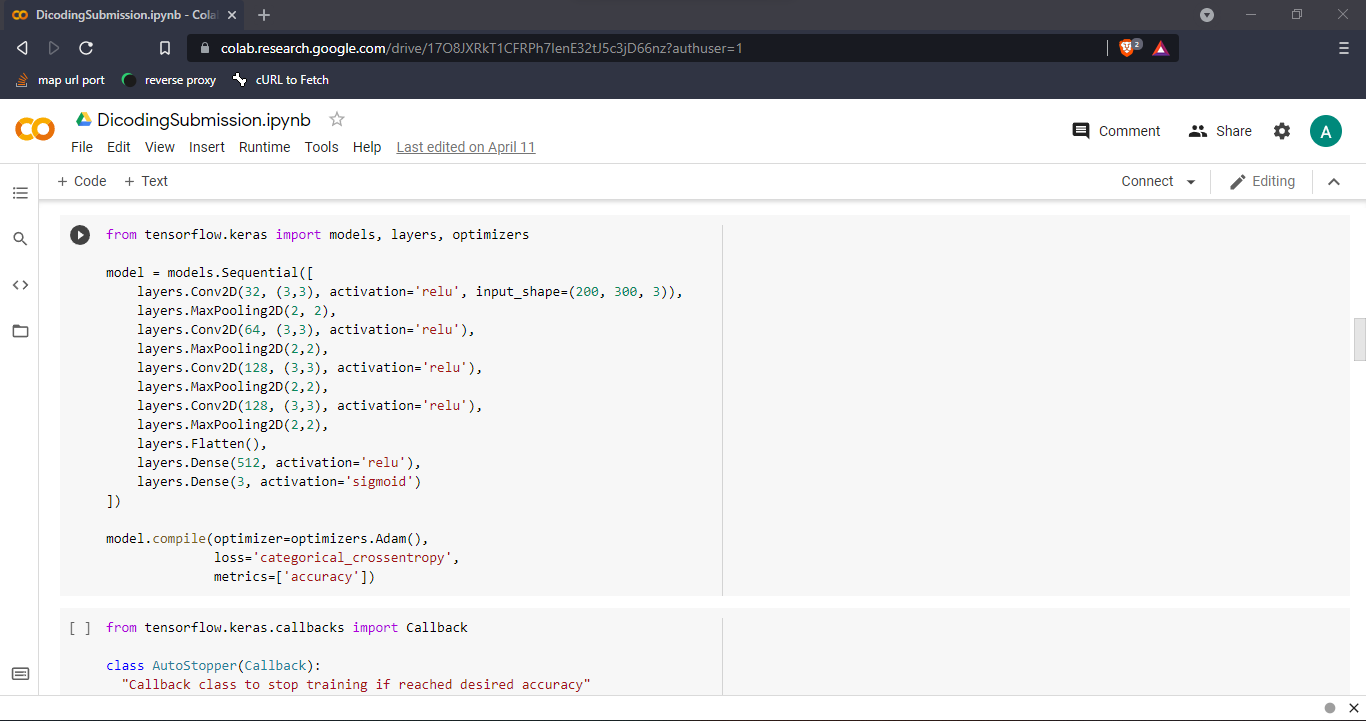 DicodingSubmission.ipynb - Cola
colab.research.google.com/drive/17O8JXRkT1CFRPh7IenE32tJ5c3jD66nz?authuser=1
2
map url port
reverse proxy
cURL to Fetch
DicodingSubmission.ipynb
Comment
Share
A
File Edit View Insert Runtime Tools Help Last edited on April 11
+ Code + Text
Connect
Editing
from tensorflow.keras import models, layers, optimizers
model = models.Sequential([
    layers.Conv2D(32, (3,3), activation='relu', input_shape=(200, 300, 3)),
    layers.MaxPooling2D(2, 2),
    layers.Conv2D(64, (3,3), activation='relu'),
    layers.MaxPooling2D(2,2),
    layers.Conv2D(128, (3,3), activation='relu'),
    layers.MaxPooling2D(2,2),
    layers.Conv2D(128, (3,3), activation='relu'),
    layers.MaxPooling2D(2,2),
    layers.Flatten(),
    layers.Dense(512, activation='relu'),
    layers.Dense(3, activation='sigmoid')
])
model.compile(optimizer=optimizers.Adam(),
              loss='categorical_crossentropy',
              metrics=['accuracy'])
[ ] from tensorflow.keras.callbacks import Callback
class AutoStopper(Callback):
  "Callback class to stop training if reached desired accuracy"